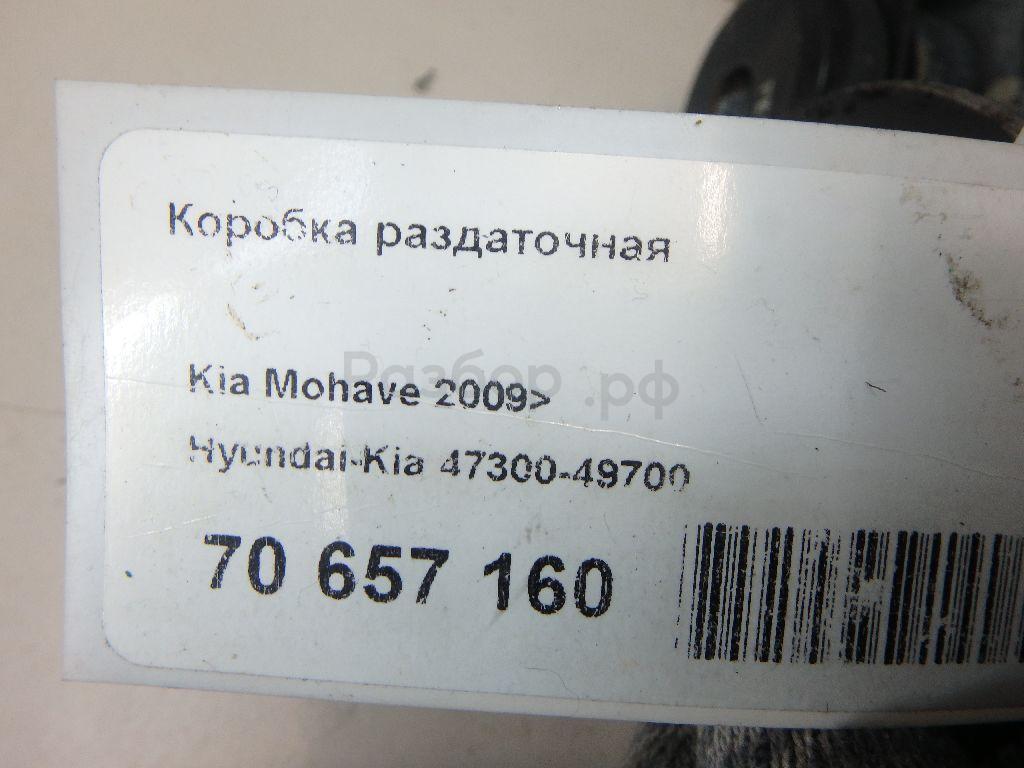 Коробка раздаточная
Разбор.рф
Kia Mohave 2009>
Hyundai-Kia 47300-49700
70 657 160